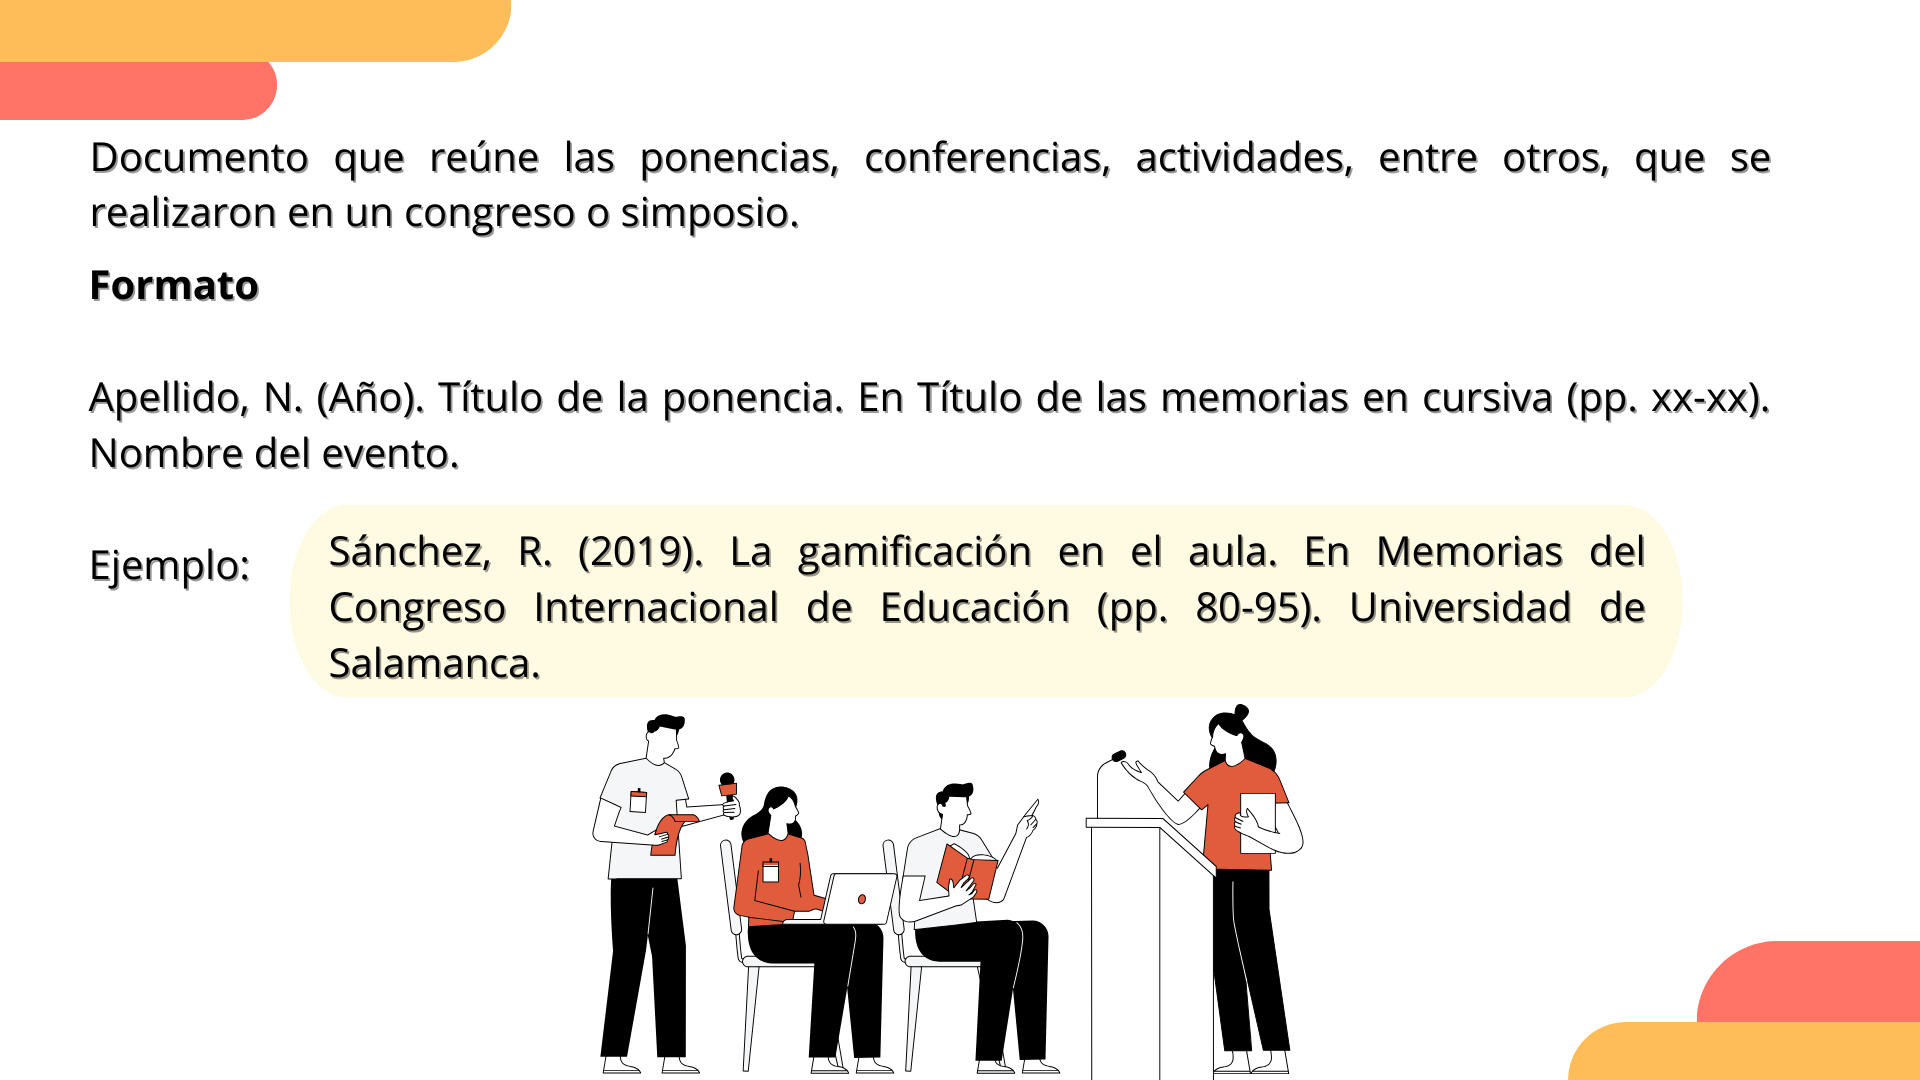 Documento que reúne las ponencias, conferencias, actividades, entre otros, que se
realizaron en un congreso o simposio.
Formato
Apellido, N. (Año). Título de la ponencia. En Título de las memorias en cursiva (pp. xx-xx).
Nombre del evento.
Ejemplo:
Sánchez, R. (2019). La gamificación en el aula. En Memorias del
Congreso Internacional de Educación (pp. 80-95). Universidad de
Salamanca.